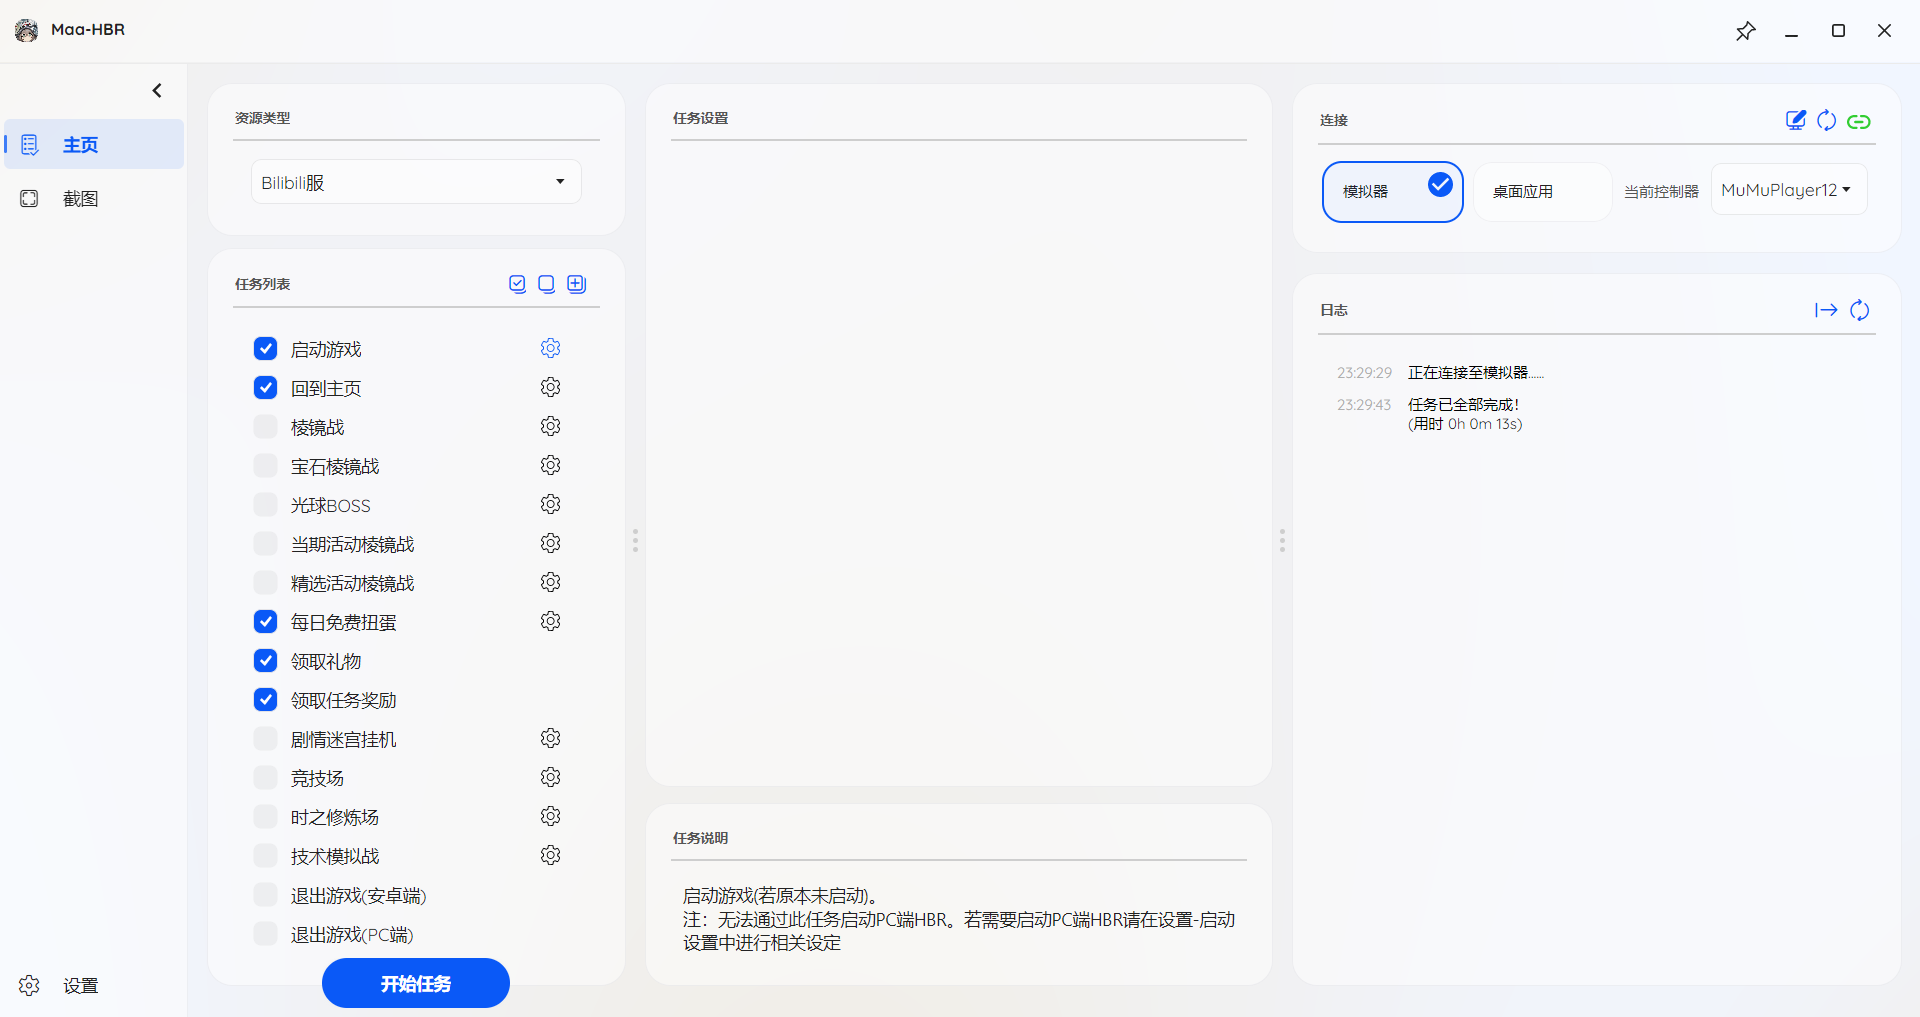 Maa-HBR
主页
截图
设置
资源类型
Bilibili服
任务列表
启动游戏
回到主页
棱镜战
宝石棱镜战
光球BOSS
当期活动棱镜战
精选活动棱镜战
每日免费扭蛋
领取礼物
领取任务奖励
剧情迷宫挂机
竞技场
时之修炼场
技术模拟战
退出游戏(安卓端)
退出游戏(PC端)
开始任务
任务设置
任务说明
启动游戏(若原本未启动)。
注：无法通过此任务启动PC端HBR。若需要启动PC端HBR请在设置-启动
设置中进行相关设定
连接
模拟器
桌面应用
当前控制器
MuMuPlayer12
日志
23:29:29 正在连接至模拟器......
23:29:43 任务已全部完成！
(用时 0h 0m 13s)